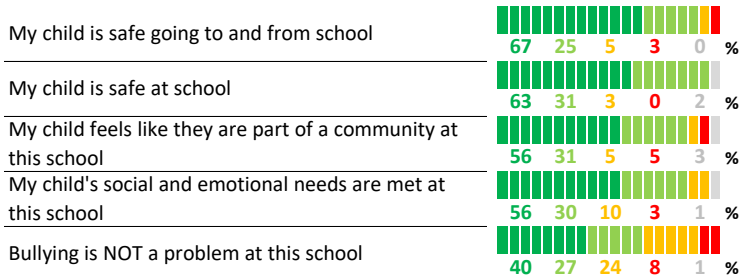 My child is safe going to and from school
67 25 5 3 0 %
My child is safe at school
63 31 3 0 2 %
My child feels like they are part of a community at
this school
56 31 5 5 3 %
My child's social and emotional needs are met at
this school
56 30 10 3 1 %
Bullying is NOT a problem at this school
40 27 24 8 1 %